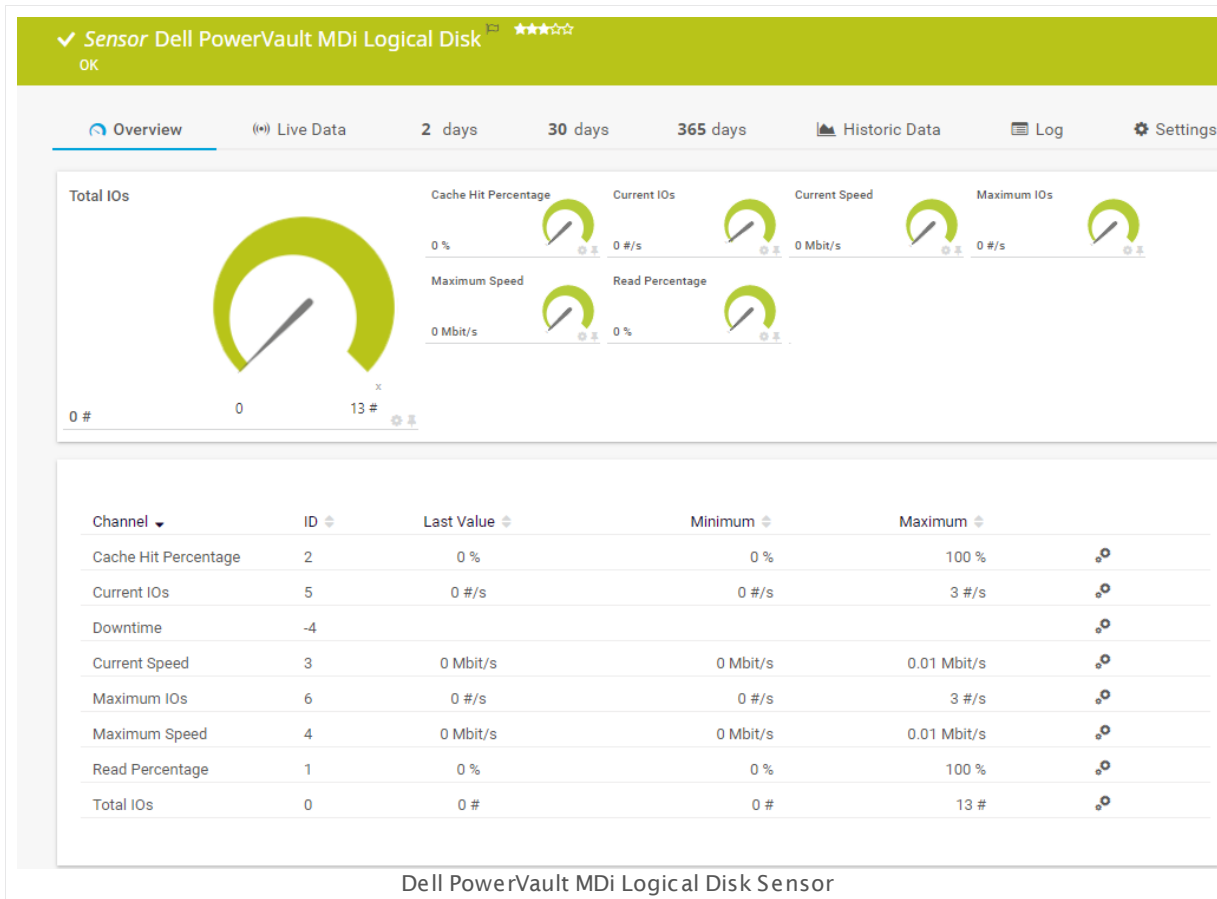 Sensor Dell PowerVault MDi Logical Disk
OK
Overview Live Data 2 days 30 days 365 days Historic Data Log Settings
Total IOs
0 #
0
13 #
x
Cache Hit Percentage
0 %
Current IOs
0 #/s
Current Speed
0 Mbit/s
Maximum IOs
0 #/s
Maximum Speed
0 Mbit/s
Read Percentage
0 %
Channel ID Last Value Minimum Maximum
Cache Hit Percentage 2 0 % 0 % 100 %
Current IOs 5 0 #/s 0 #/s 3 #/s
Downtime -4
Current Speed 3 0 Mbit/s 0 Mbit/s 0.01 Mbit/s
Maximum IOs 6 0 #/s 0 #/s 3 #/s
Maximum Speed 4 0 Mbit/s 0 Mbit/s 0.01 Mbit/s
Read Percentage 1 0 % 0 % 100 %
Total IOs 0 0 # 0 # 13 #
Dell PowerVault MDi Logical Disk Sensor